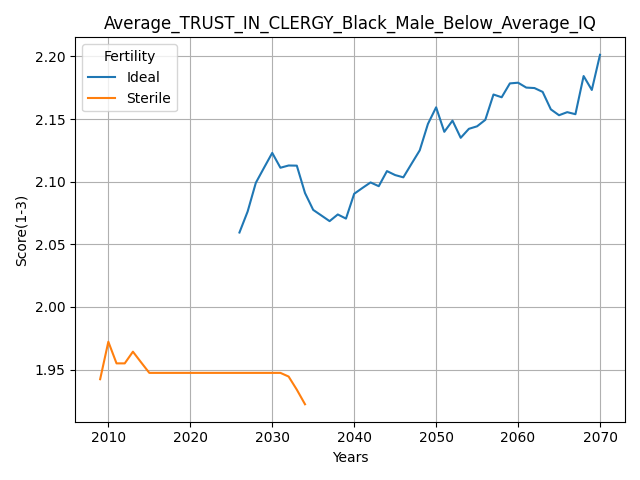 Average_TRUST_IN_CLERGY_Black_Male_Below_Average_IQ
Fertility
Ideal
Sterile
Score(1-3)
2.20
2.15
2.10
2.05
2.00
1.95
2010 2020 2030 2040 2050 2060 2070
Years